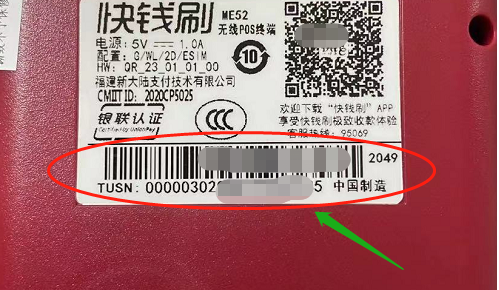 快钱刷 ME52
无线POS终端
电源: 5V⎓1.0A
配置: G/WL/2D/ESIM
HW: QR_23_01_01_00
福建新大陆支付技术有限公司
CMIIT ID: 2020CP5025
银联认证
Certified by UnionPay
CCC
10
欢迎下载“快钱刷”APP
享受快钱刷极致收款体验
客服热线: 95069
2049
TUSN: 00000302 5 中国制造